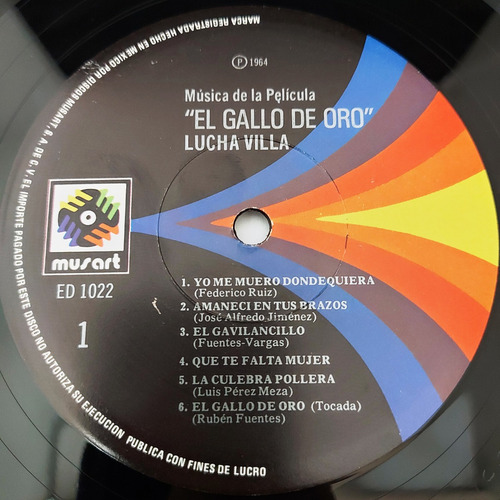 MARCA REGISTRADA HECHO EN MEXICO POR DISCOS MUSART, S.A. DE C.V. EL IMPORTE PAGADO POR ESTE DISCO NO AUTORIZA SU EJECUCION PUBLICA CON FINES DE LUCRO
Ⓟ 1964
Música de la Película
"EL GALLO DE ORO"
LUCHA VILLA
musart
ED 1022
1
1. YO ME MUERO DONDEQUIERA
(Federico Ruiz)
2. AMANECI EN TUS BRAZOS
(José Alfredo Jiménez)
3. EL GAVILANCILLO
(Fuentes-Vargas)
4. QUE TE FALTA MUJER
5. LA CULEBRA POLLERA
(Luis Pérez Meza)
6. EL GALLO DE ORO (Tocada)
(Rubén Fuentes)